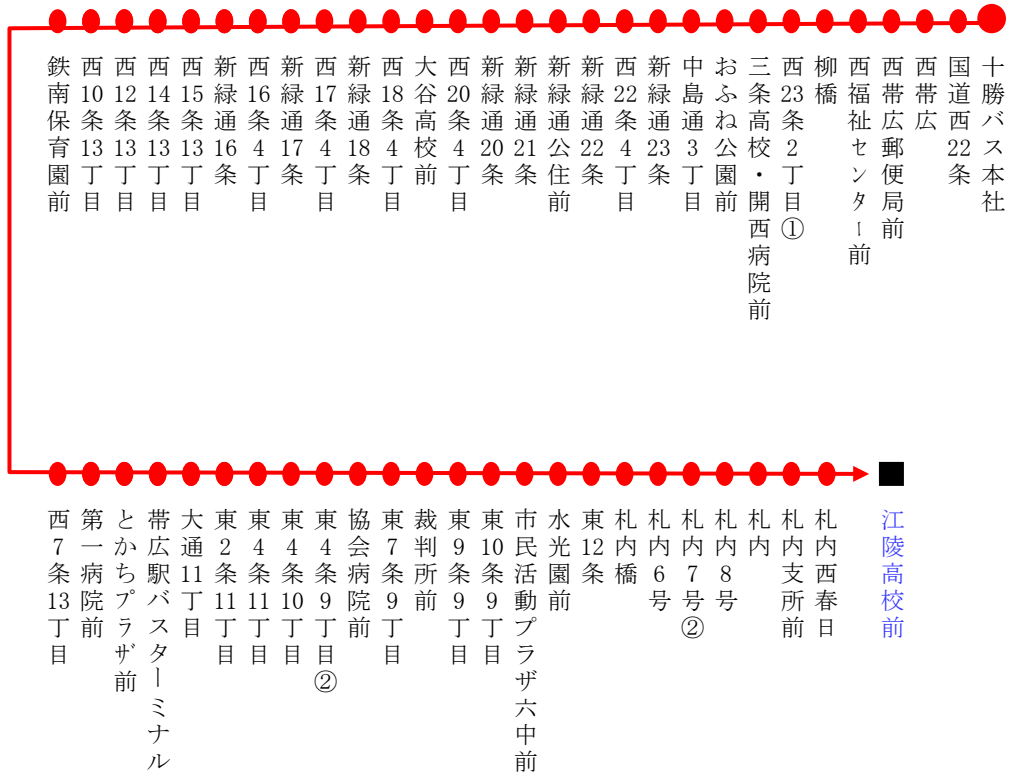 十勝バス本社
国道西22条
西帯広
西帯広郵便局前
西福祉センター前
柳橋
西23条2丁目①
三条高校・開西病院前
おふね公園前
中島通3丁目
新緑通23条
西22条4丁目
新緑通22条
新緑通公住前
新緑通21条
新緑通20条
西20条4丁目
大谷高校前
西18条4丁目
新緑通18条
西17条4丁目
新緑通17条
西16条4丁目
新緑通16条
西15条13丁目
西14条13丁目
西12条13丁目
西10条13丁目
鉄南保育園前
西7条13丁目
第一病院前
とかちプラザ前
帯広駅バスターミナル
大通11丁目
東2条11丁目
東4条11丁目
東4条10丁目
東4条9丁目②
協会病院前
東7条9丁目
裁判所前
東9条9丁目
東10条9丁目
市民活動プラザ六中前
水光園前
東12条
札内橋
札内6号
札内7号②
札内8号
札内
札内支所前
札内西春日
江陵高校前